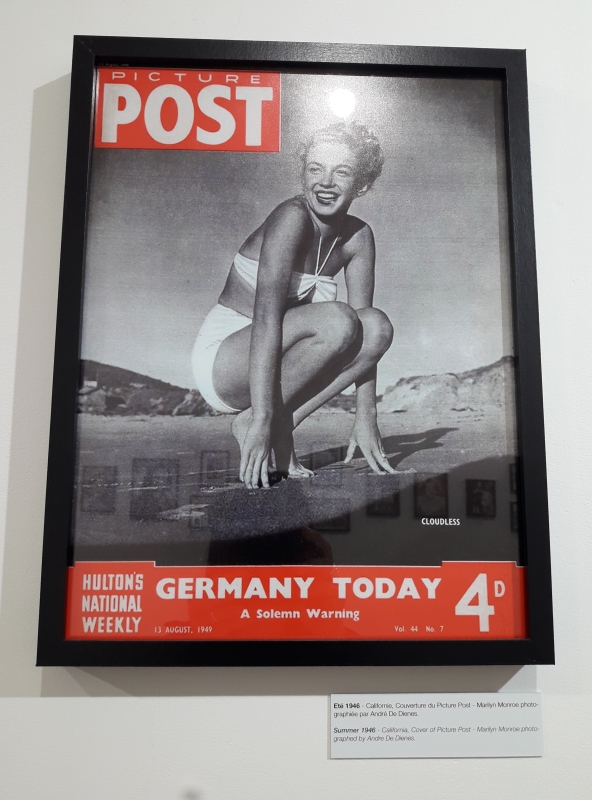 PICTURE
POST
CLOUDLESS
HULTON'S
NATIONAL
WEEKLY
GERMANY TODAY
A Solemn Warning
13 AUGUST, 1949
Vol. 44 No. 7
4D
Eté 1946 - Californie, Couverture du Picture Post - Marilyn Monroe photo-
graphiée par André De Dienes.
Summer 1946 - California, Cover of Picture Post - Marilyn Monroe photo-
graphed by André De Dienes.